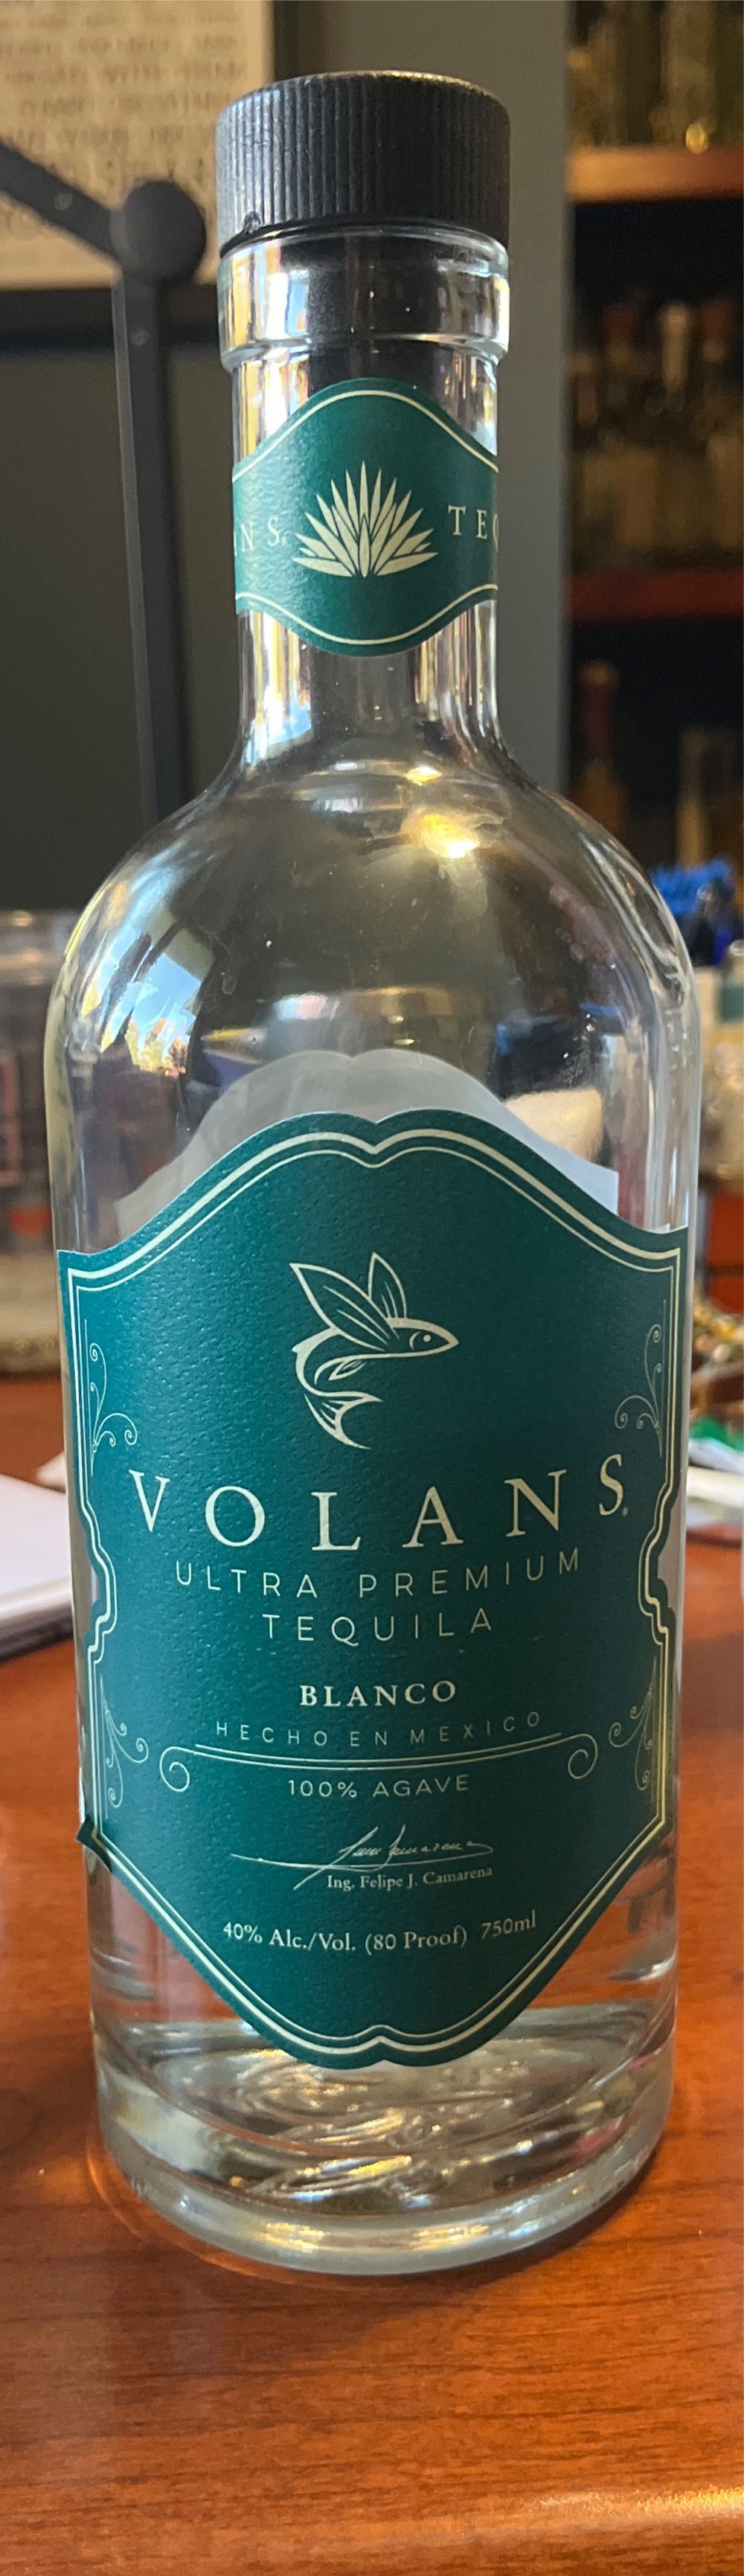 TEQ
VOLANS
ULTRA PREMIUM
TEQUILA
BLANCO
HECHO EN MEXICO
100% AGAVE
Ing. Felipe J. Camarena
40% Alc./Vol. (80 Proof) 750ml